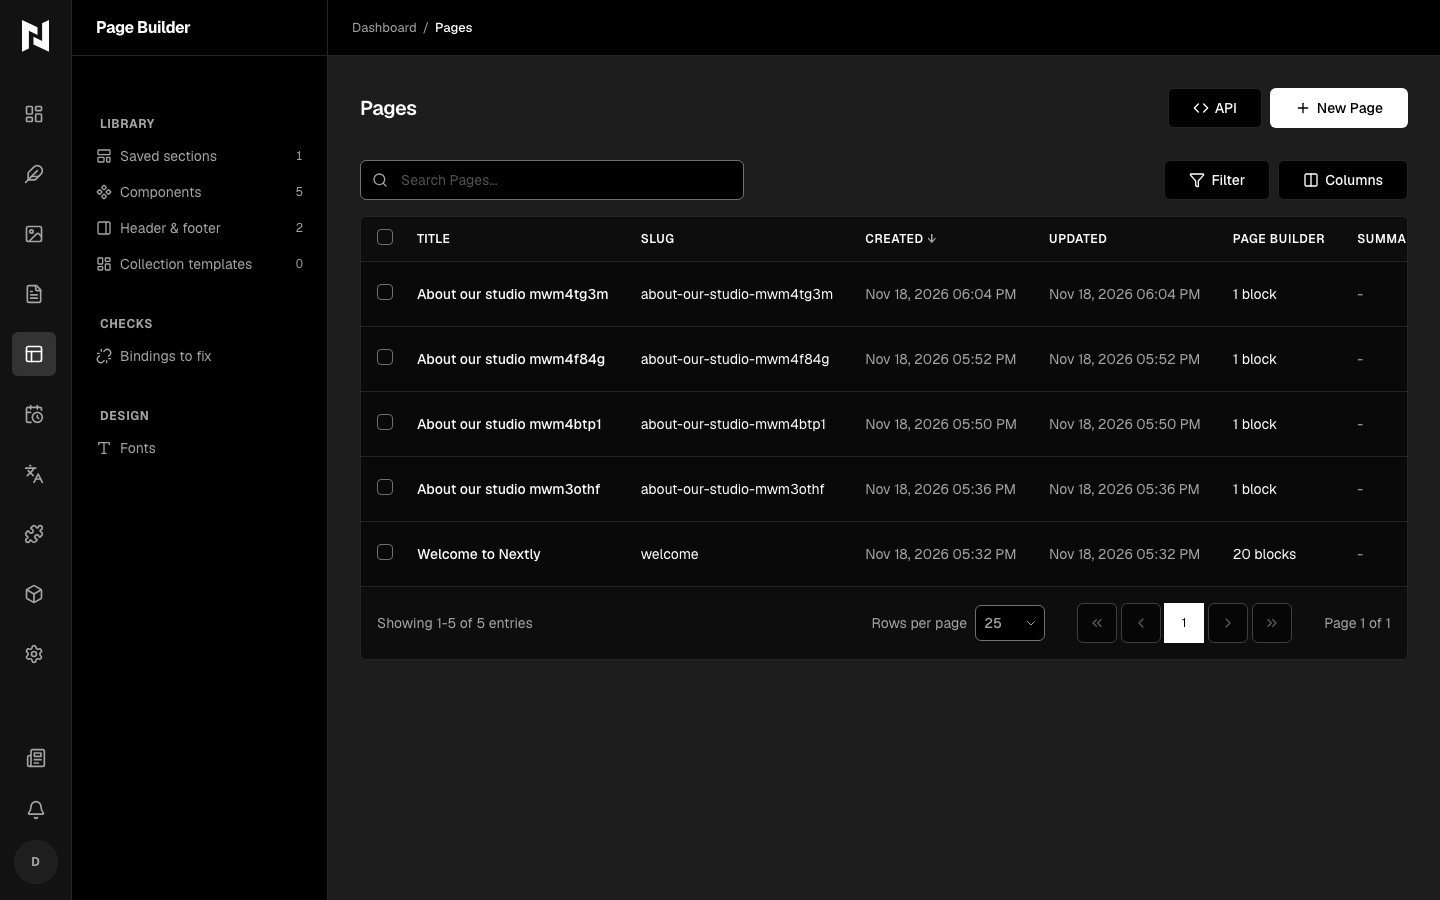 Page Builder
Dashboard / Pages
LIBRARY
Saved sections 1
Components 5
Header & footer 2
Collection templates 0
CHECKS
Bindings to fix
DESIGN
Fonts
D
Pages
API
New Page
Search Pages...
Filter
Columns
TITLE SLUG CREATED UPDATED PAGE BUILDER SUMMA
About our studio mwm4tg3m about-our-studio-mwm4tg3m Nov 18, 2026 06:04 PM Nov 18, 2026 06:04 PM 1 block -
About our studio mwm4f84g about-our-studio-mwm4f84g Nov 18, 2026 05:52 PM Nov 18, 2026 05:52 PM 1 block -
About our studio mwm4btp1 about-our-studio-mwm4btp1 Nov 18, 2026 05:50 PM Nov 18, 2026 05:50 PM 1 block -
About our studio mwm3othf about-our-studio-mwm3othf Nov 18, 2026 05:36 PM Nov 18, 2026 05:36 PM 1 block -
Welcome to Nextly welcome Nov 18, 2026 05:32 PM Nov 18, 2026 05:32 PM 20 blocks -
Showing 1-5 of 5 entries Rows per page 25 1 Page 1 of 1